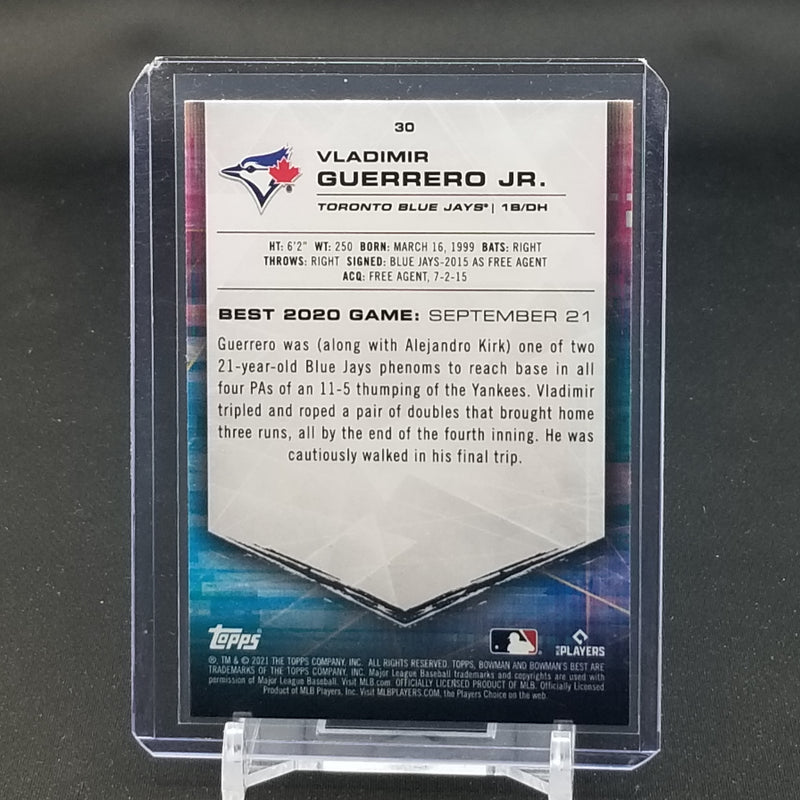 30
VLADIMIR
GUERRERO JR.
TORONTO BLUE JAYS® | 1B/DH
HT: 6'2" WT: 250 BORN: MARCH 16, 1999 BATS: RIGHT
THROWS: RIGHT SIGNED: BLUE JAYS-2015 AS FREE AGENT
ACQ: FREE AGENT, 7-2-15
BEST 2020 GAME: SEPTEMBER 21
Guerrero was (along with Alejandro Kirk) one of two
21-year-old Blue Jays phenoms to reach base in all
four PAs of an 11-5 thumping of the Yankees. Vladimir
tripled and roped a pair of doubles that brought home
three runs, all by the end of the fourth inning. He was
cautiously walked in his final trip.
Topps®
MLB PLAYERS
®, TM & © 2021 THE TOPPS COMPANY, INC. ALL RIGHTS RESERVED. TOPPS, BOWMAN AND BOWMAN'S BEST ARE
TRADEMARKS OF THE TOPPS COMPANY, INC. Major League Baseball trademarks and copyrights are used with
permission of Major League Baseball. Visit MLB.com. OFFICIALLY LICENSED PRODUCT OF MLB. Officially Licensed
Product of MLB Players, Inc. Visit MLBPLAYERS.COM, the Players Choice on the web.